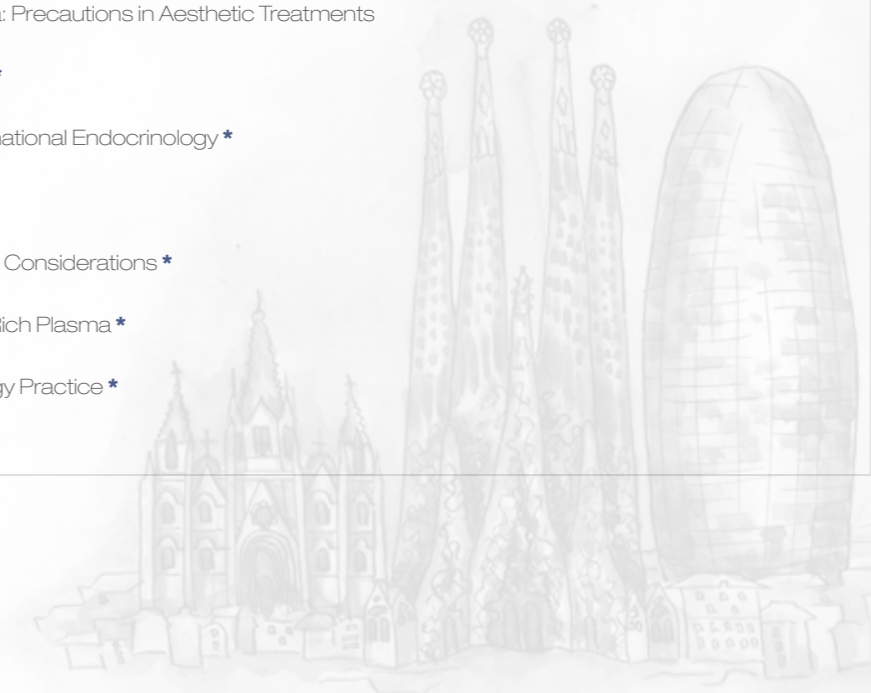 : Precautions in Aesthetic Treatments
*
national Endocrinology *
Considerations *
Rich Plasma *
gy Practice *